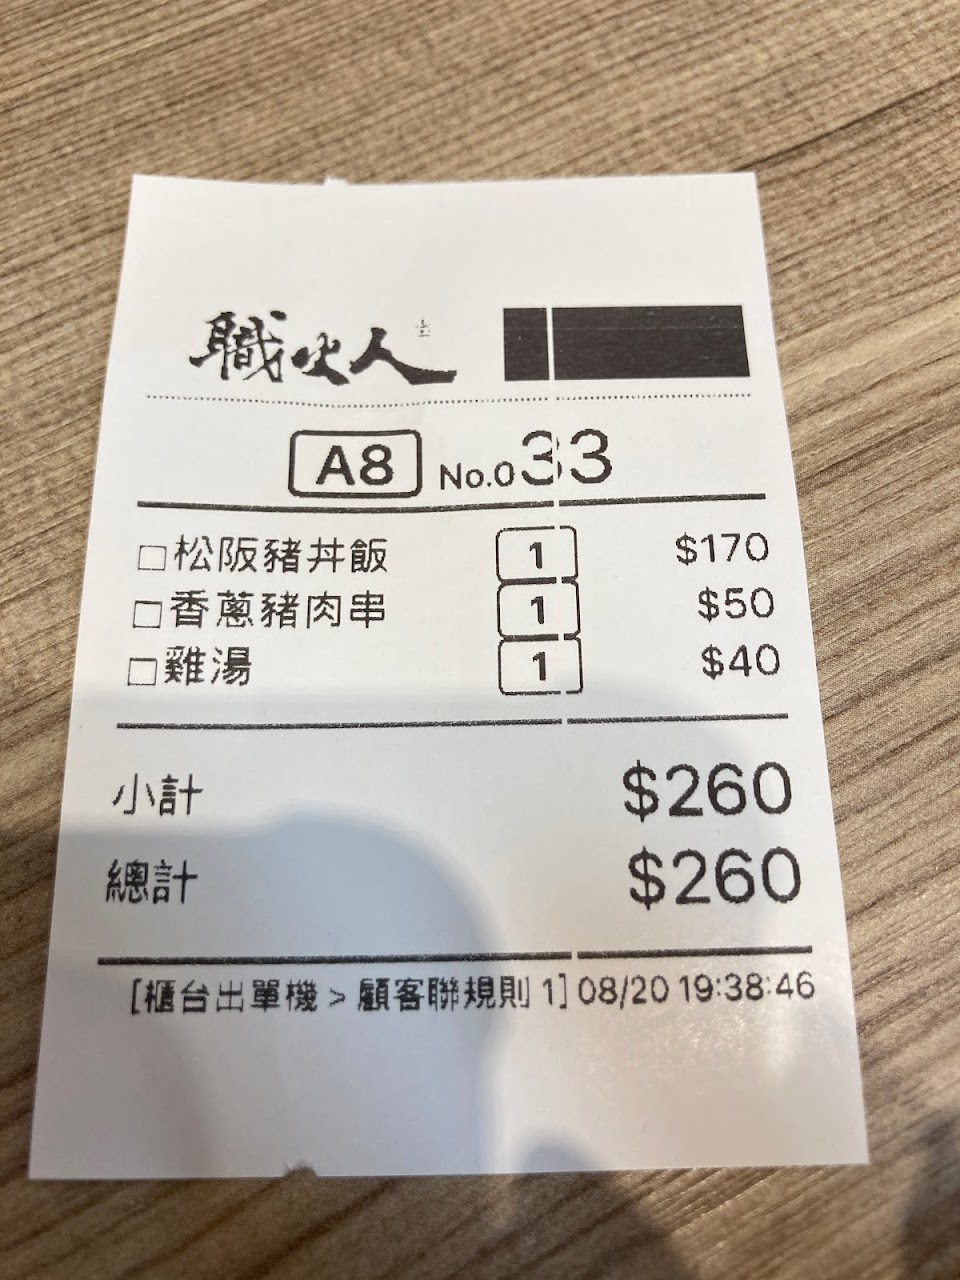 職火人 壹
A8 No.033
□松阪豬丼飯 1 $170
□香蔥豬肉串 1 $50
□雞湯 1 $40
小計 $260
總計 $260
[櫃台出單機 > 顧客聯規則 1] 08/20 19:38:46